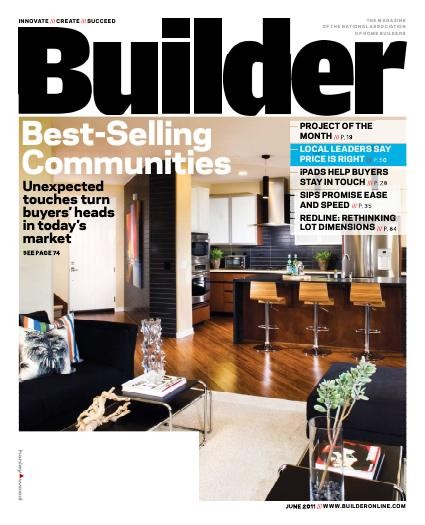 INNOVATE /// CREATE /// SUCCEED
THE MAGAZINE
OF THE NATIONAL ASSOCIATION
OF HOME BUILDERS
Builder
Best-Selling
Communities
Unexpected
touches turn
buyers' heads
in today's
market
SEE PAGE 74
PROJECT OF THE
MONTH /// P. 19
LOCAL LEADERS SAY
PRICE IS RIGHT /// P. 50
iPADS HELP BUYERS
STAY IN TOUCH /// P. 28
SIPS PROMISE EASE
AND SPEED /// P. 35
REDLINE: RETHINKING
LOT DIMENSIONS /// P. 64
hanley wood
JUNE 2011 /// WWW.BUILDERONLINE.COM